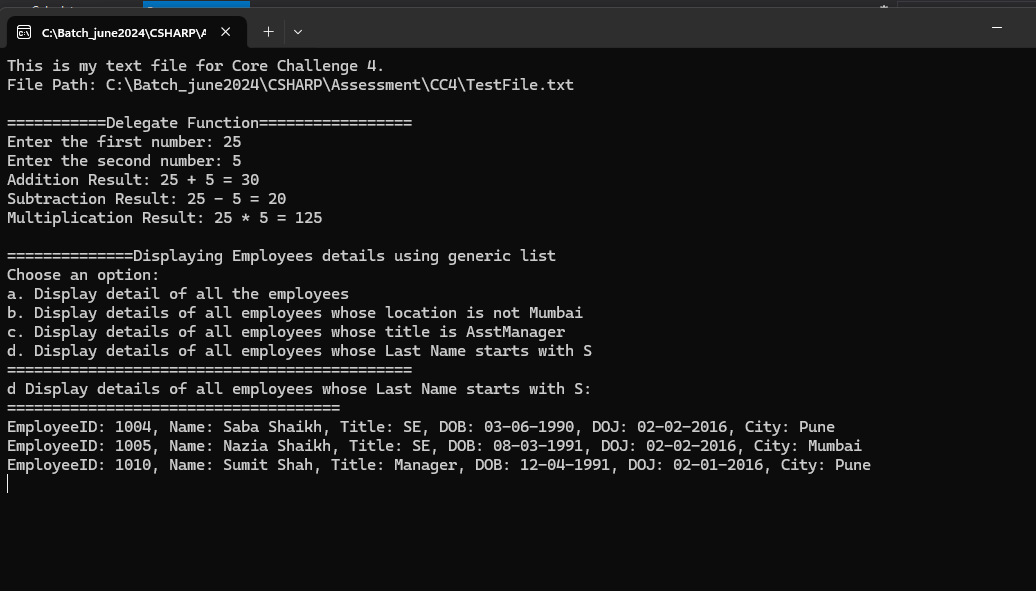 C:\Batch_june2024\CSHARP\A
This is my text file for Core Challenge 4.
File Path: C:\Batch_june2024\CSHARP\Assessment\CC4\TestFile.txt
===========Delegate Function=================
Enter the first number: 25
Enter the second number: 5
Addition Result: 25 + 5 = 30
Subtraction Result: 25 - 5 = 20
Multiplication Result: 25 * 5 = 125
==============Displaying Employees details using generic list
Choose an option:
a. Display detail of all the employees
b. Display details of all employees whose location is not Mumbai
c. Display details of all employees whose title is AsstManager
d. Display details of all employees whose Last Name starts with S
=============================================
d Display details of all employees whose Last Name starts with S:
=====================================
EmployeeID: 1004, Name: Saba Shaikh, Title: SE, DOB: 03-06-1990, DOJ: 02-02-2016, City: Pune
EmployeeID: 1005, Name: Nazia Shaikh, Title: SE, DOB: 08-03-1991, DOJ: 02-02-2016, City: Mumbai
EmployeeID: 1010, Name: Sumit Shah, Title: Manager, DOB: 12-04-1991, DOJ: 02-01-2016, City: Pune